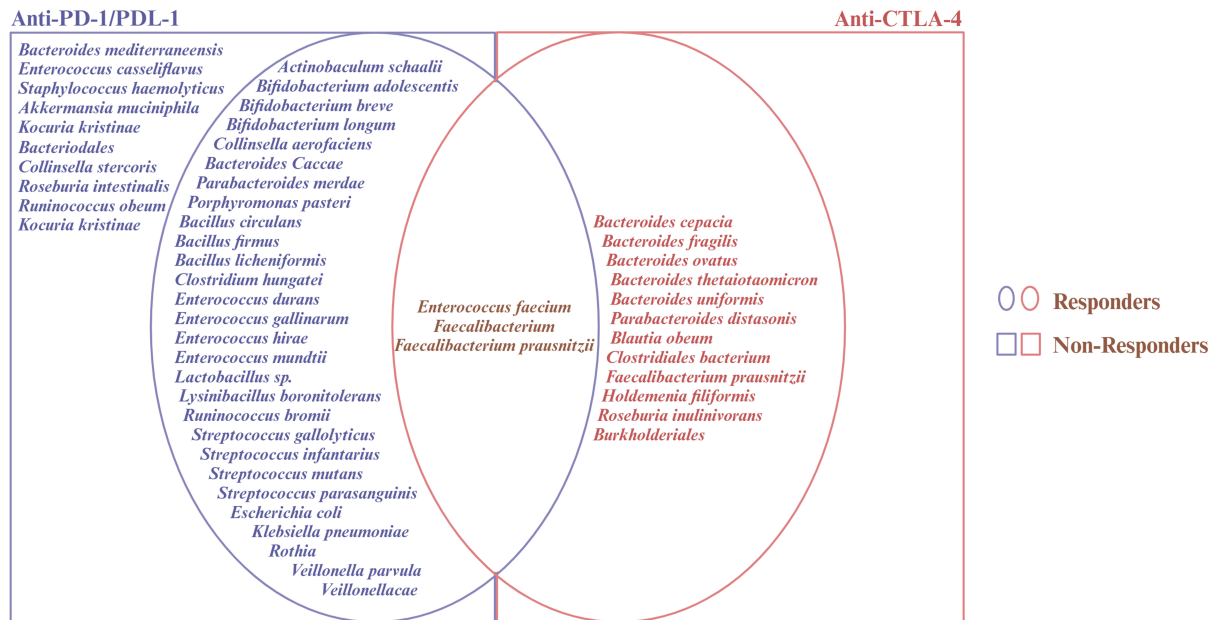 Anti-PD-1/PDL-1
Anti-CTLA-4
Bacteroides mediterraneensis
Enterococcus casseliflavus
Staphylococcus haemolyticus
Akkermansia muciniphila
Kocuria kristinae
Bacteriodales
Collinsella stercoris
Roseburia intestinalis
Runinococcus obeum
Kocuria kristinae
Actinobaculum schaalii
Bifidobacterium adolescentis
Bifidobacterium breve
Bifidobacterium longum
Collinsella aerofaciens
Bacteroides Caccae
Parabacteroides merdae
Porphyromonas pasteri
Bacillus circulans
Bacillus firmus
Bacillus licheniformis
Clostridium hungatei
Enterococcus durans
Enterococcus gallinarum
Enterococcus hirae
Enterococcus mundtii
Lactobacillus sp.
Lysinibacillus boronitolerans
Runinococcus bromii
Streptococcus gallolyticus
Streptococcus infantarius
Streptococcus mutans
Streptococcus parasanguinis
Escherichia coli
Klebsiella pneumoniae
Rothia
Veillonella parvula
Veillonellacae
Enterococcus faecium
Faecalibacterium
Faecalibacterium prausnitzii
Bacteroides cepacia
Bacteroides fragilis
Bacteroides ovatus
Bacteroides thetaiotaomicron
Bacteroides uniformis
Parabacteroides distasonis
Blautia obeum
Clostridiales bacterium
Faecalibacterium prausnitzii
Holdemenia filiformis
Roseburia inulinivorans
Burkholderiales
Responders
Non-Responders